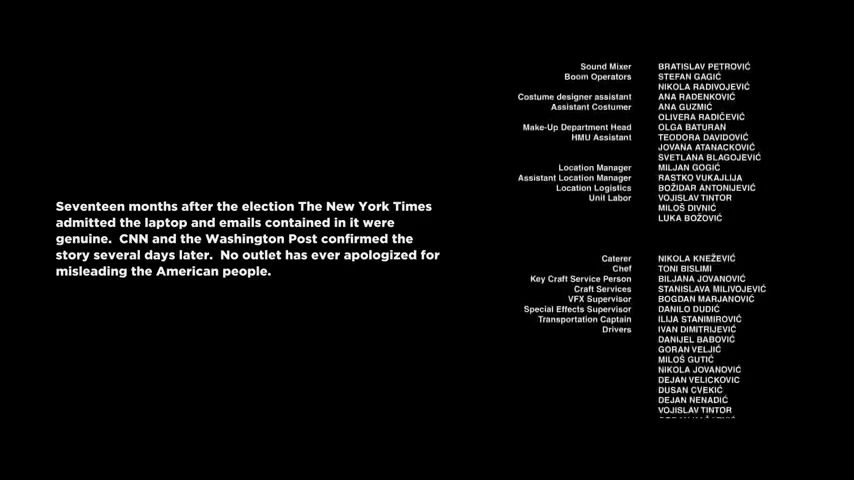 Seventeen months after the election The New York Times
admitted the laptop and emails contained in it were
genuine.  CNN and the Washington Post confirmed the
story several days later.  No outlet has ever apologized for
misleading the American people.
Sound Mixer BRATISLAV PETROVIĆ
Boom Operators STEFAN GAGIĆ
NIKOLA RADIVOJEVIĆ
Costume designer assistant ANA RADENKOVIĆ
Assistant Costumer ANA GUZMIĆ
OLIVERA RADIČEVIĆ
Make-Up Department Head OLGA BATURAN
HMU Assistant TEODORA DAVIDOVIĆ
JOVANA ATANACKOVIĆ
SVETLANA BLAGOJEVIĆ
Location Manager MILJAN GOGIĆ
Assistant Location Manager RASTKO VUKAJLIJA
Location Logistics BOŽIDAR ANTONIJEVIĆ
Unit Labor VOJISLAV TINTOR
MILOŠ DIVNIĆ
LUKA BOŽOVIĆ
Caterer NIKOLA KNEŽEVIĆ
Chef TONI BISLIMI
Key Craft Service Person BILJANA JOVANOVIĆ
Craft Services STANISLAVA MILIVOJEVIĆ
VFX Supervisor BOGDAN MARJANOVIĆ
Special Effects Supervisor DANILO DUDIĆ
Transportation Captain ILIJA STANIMIROVIĆ
Drivers IVAN DIMITRIJEVIĆ
DANIJEL BABOVIĆ
GORAN VELJIĆ
MILOŠ GUTIĆ
NIKOLA JOVANOVIĆ
DEJAN VELICKOVIC
DUSAN CVEKIĆ
DEJAN NENADIĆ
VOJISLAV TINTOR